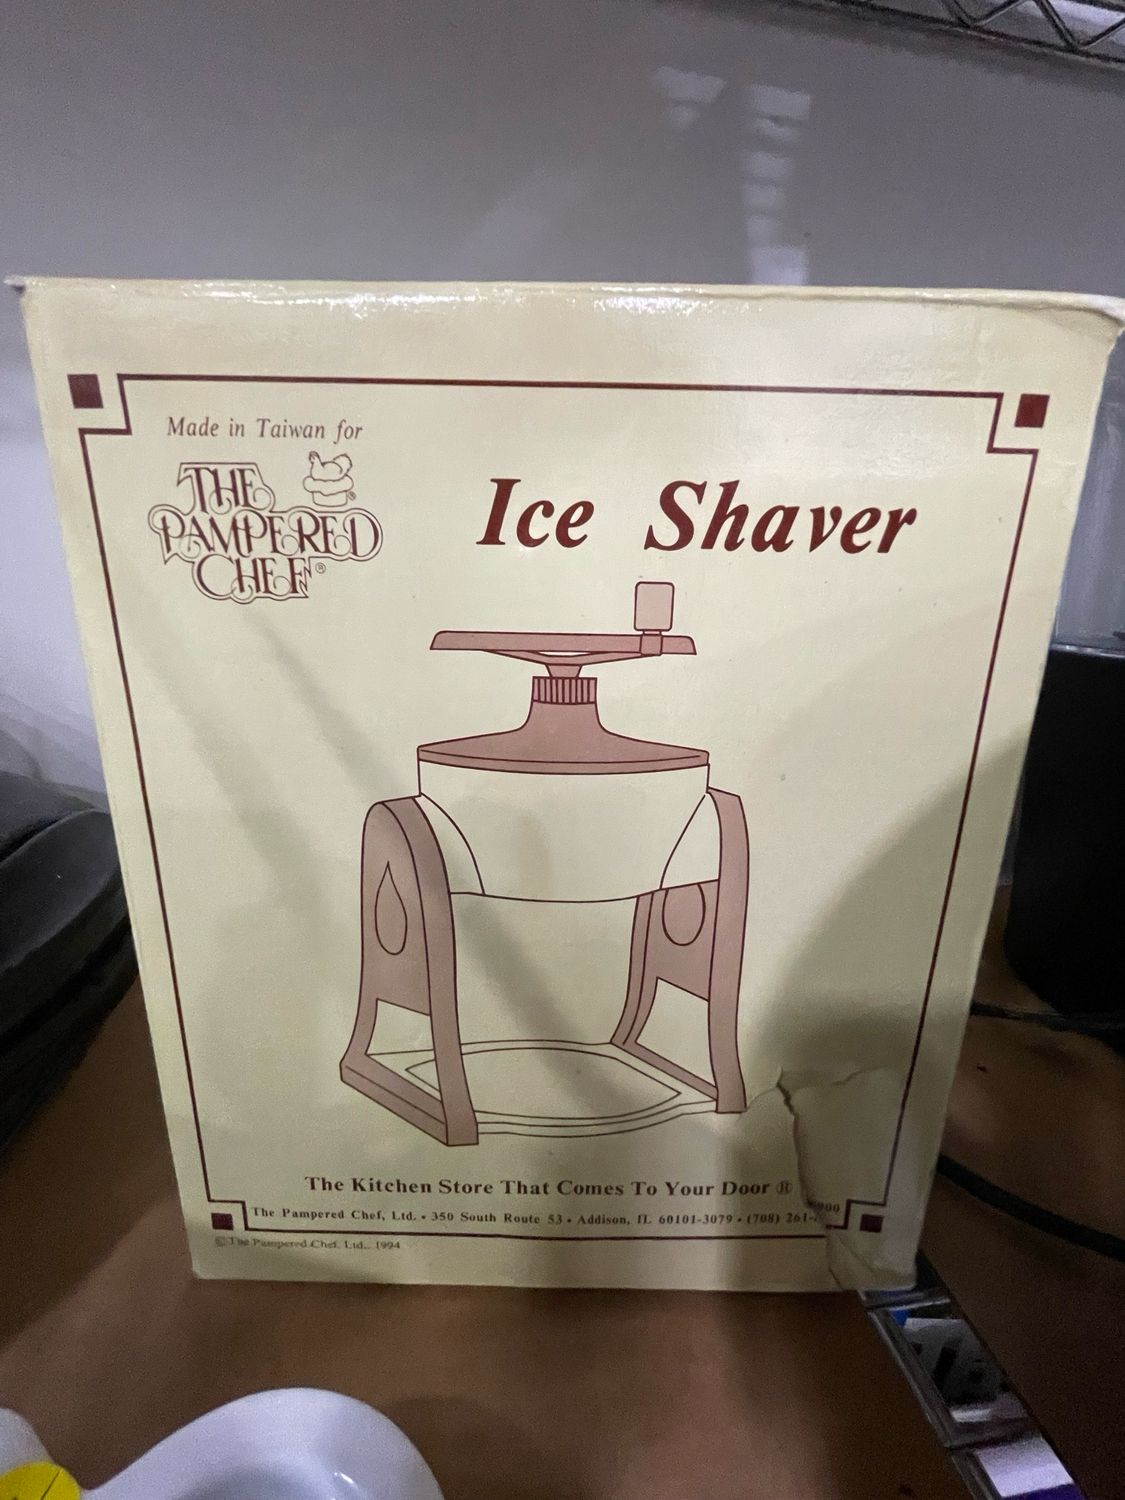 Made in Taiwan for
THE
PAMPERED
CHEF®
®
Ice Shaver
The Kitchen Store That Comes To Your Door ®
The Pampered Chef, Ltd. • 350 South Route 53 • Addison, IL 60101-3079 • (708) 261-
© The Pampered Chef, Ltd., 1994